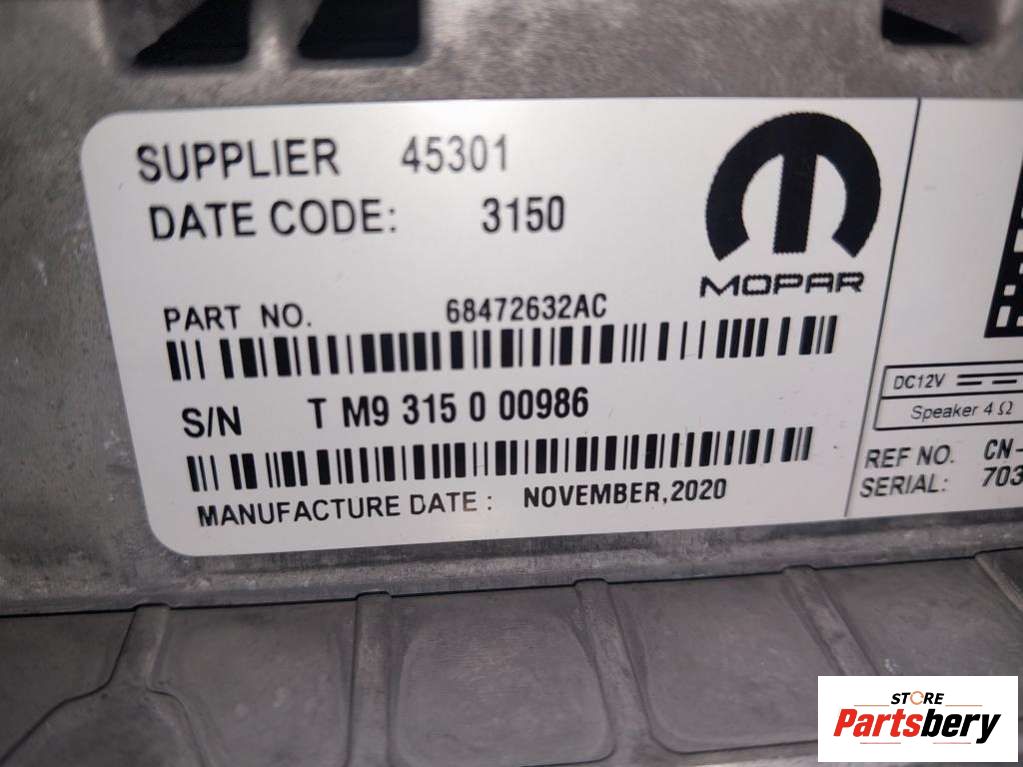 SUPPLIER 45301
DATE CODE: 3150
MOPAR
PART NO. 68472632AC
S/N T M9 315 0 00986
MANUFACTURE DATE : NOVEMBER,2020
DC12V
Speaker 4 Ω
REF NO. CN-
SERIAL: 703
STORE
Partsbery